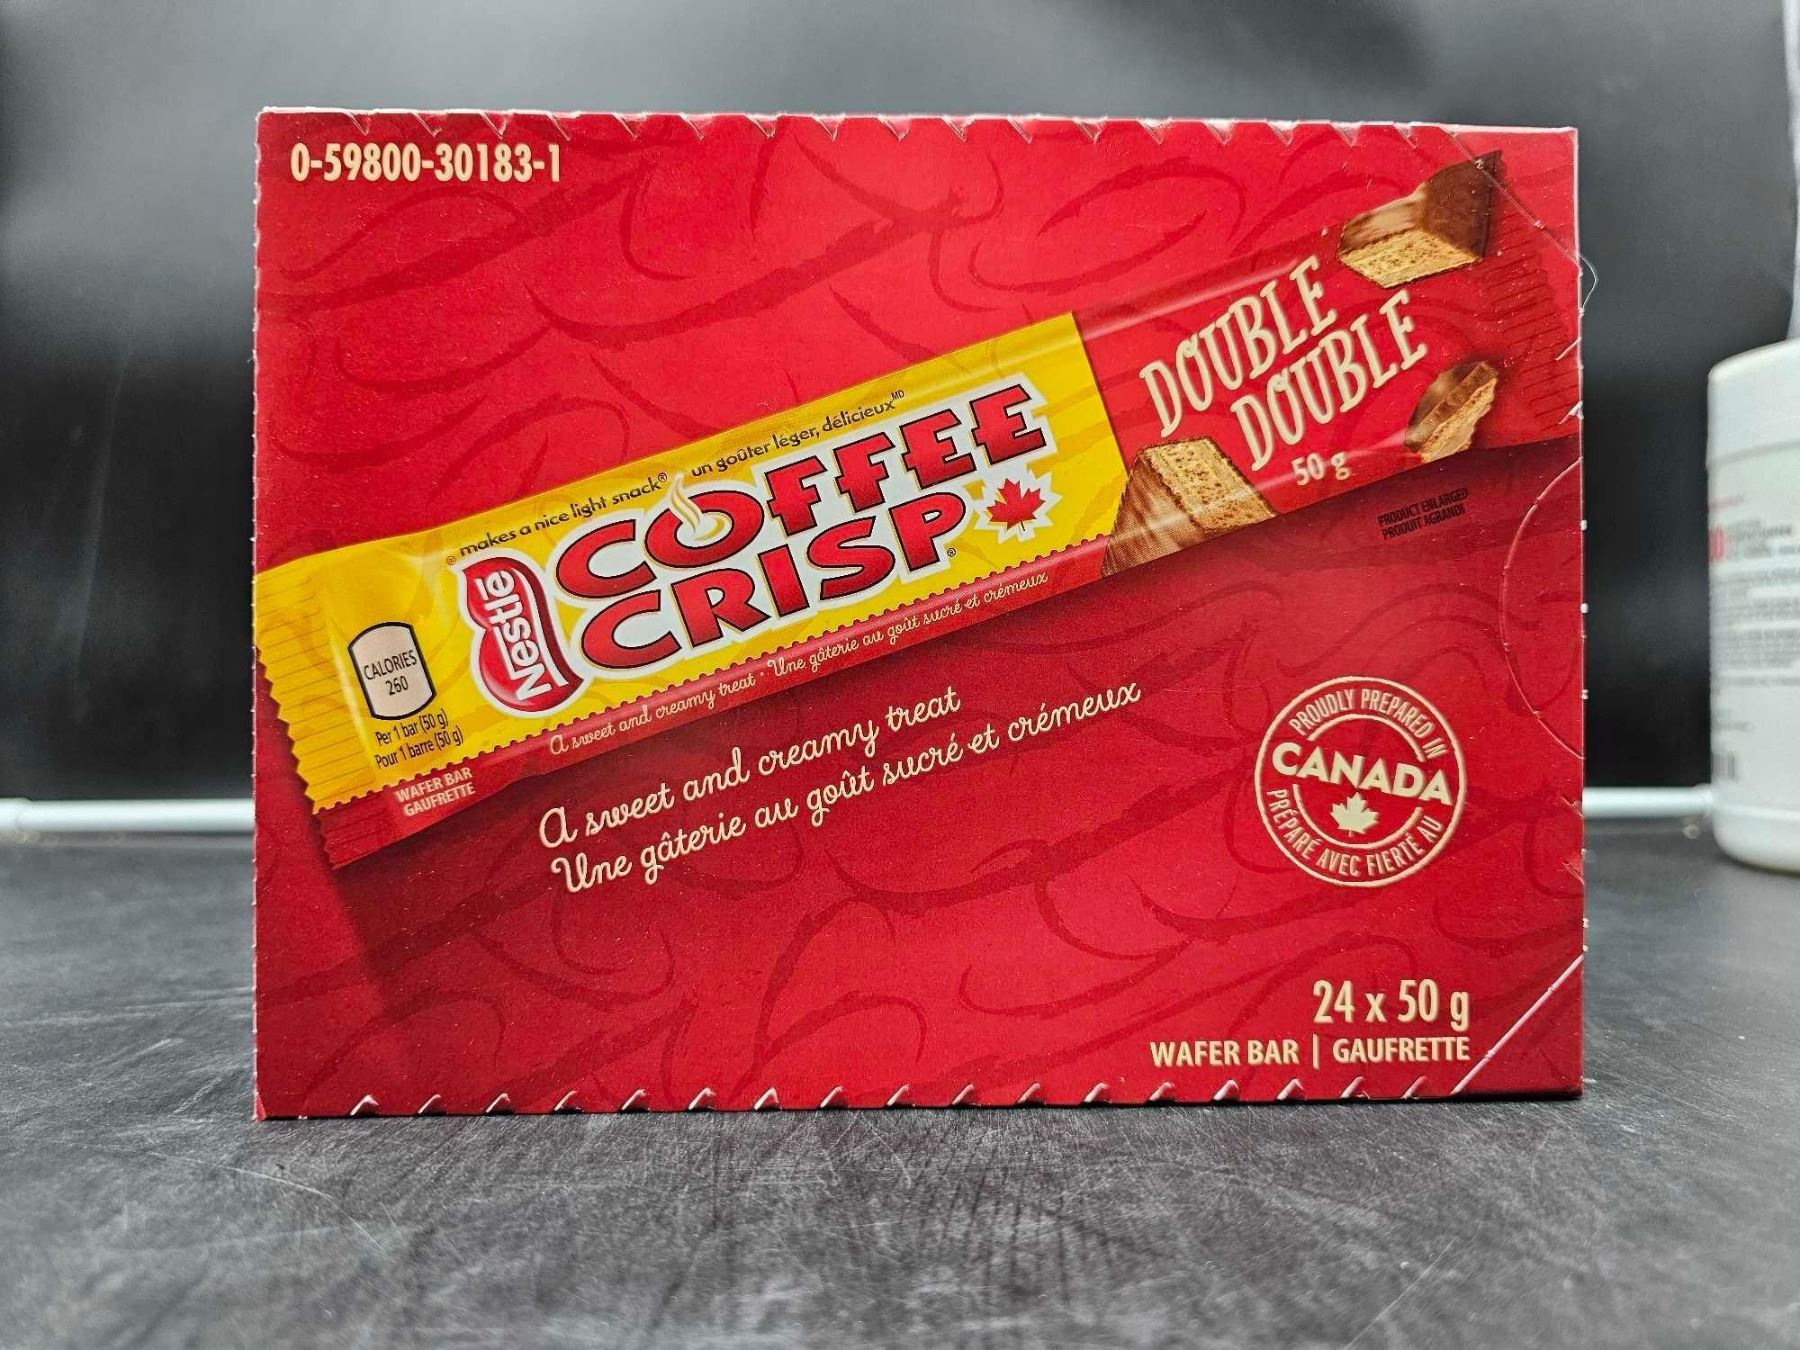 0-59800-30183-1
makes a nice light snack® un goûter léger, délicieux MD
Nestlé
COFFEE
CRISP®
DOUBLE
DOUBLE
50 g
PRODUCT ENLARGED
PRODUIT AGRANDI
CALORIES
260
Per 1 bar (50 g)
Pour 1 barre (50 g)
WAFER BAR
GAUFRETTE
A sweet and creamy treat · Une gâterie au goût sucré et crémeux
A sweet and creamy treat
Une gâterie au goût sucré et crémeux
PROUDLY PREPARED IN
CANADA
PRÉPARÉ AVEC FIERTÉ AU
24 x 50 g
WAFER BAR | GAUFRETTE